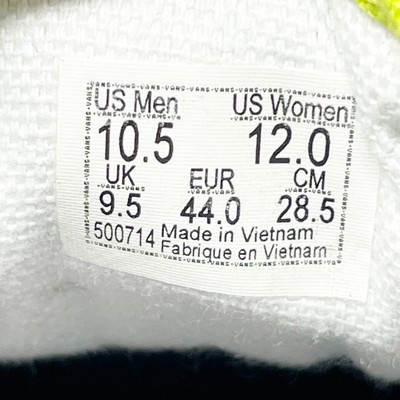 US Men US Women
10.5 12.0
UK EUR CM
9.5 44.0 28.5
500714 Made in Vietnam
Fabrique en Vietnam